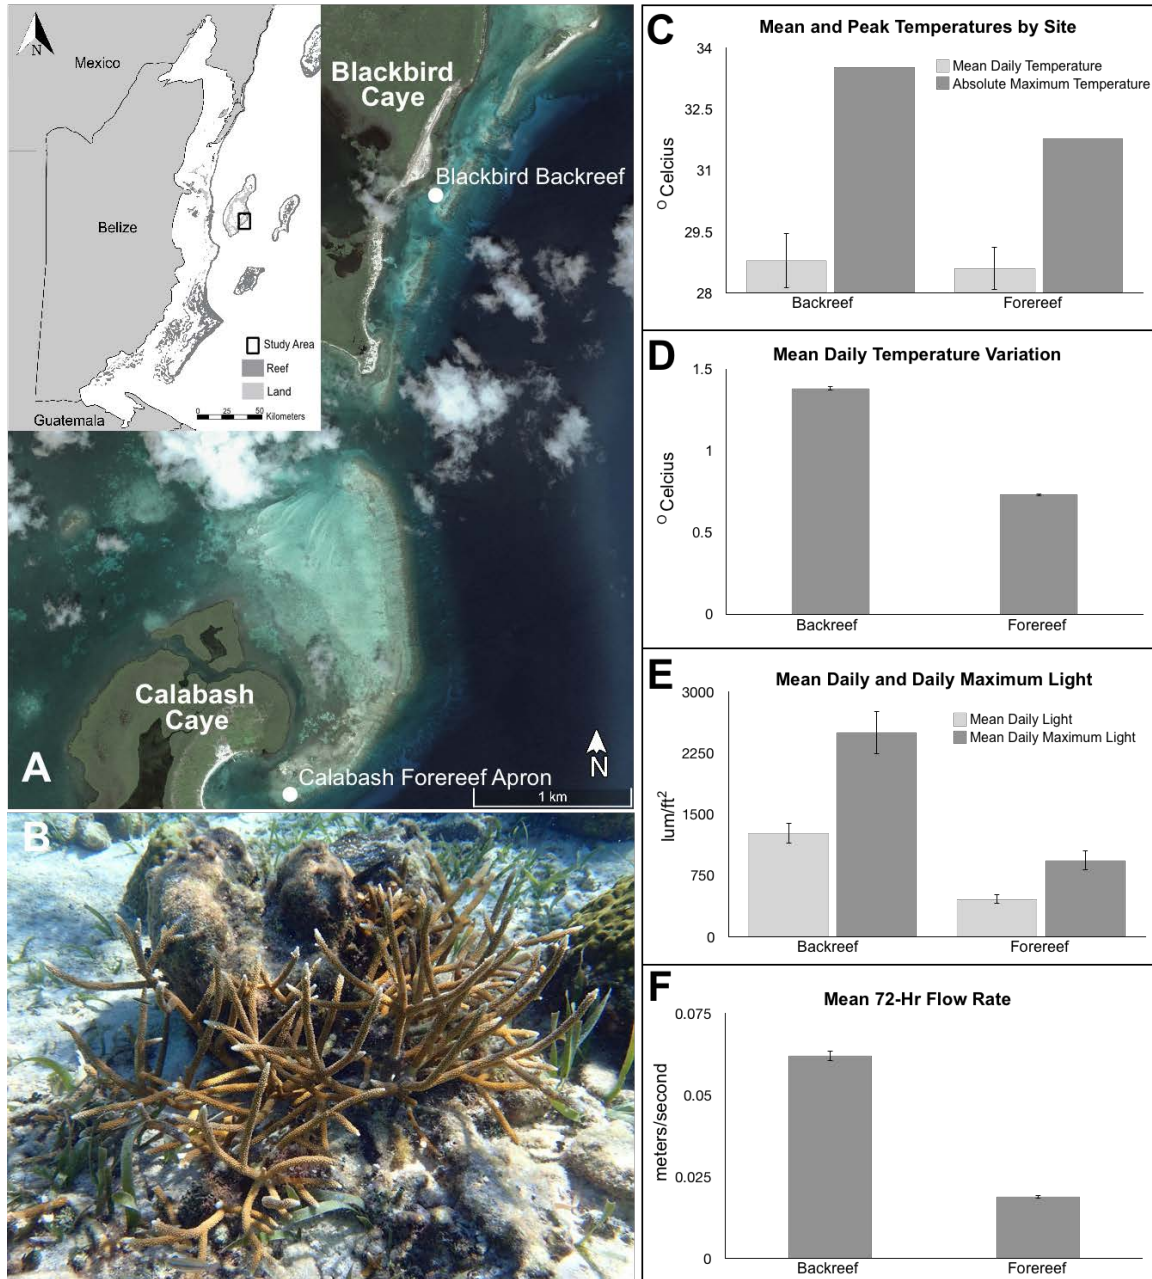 N
Mexico
Belize
Guatemala
Study Area
Reef
Land
0 25 50
Kilometers
Blackbird
Caye
Blackbird Backreef
Calabash
Caye
A
N
Calabash Forereef Apron
1 km
B
C
Mean and Peak Temperatures by Site
34
32.5
31
29.5
28
O Celcius
Mean Daily Temperature
Absolute Maximum Temperature
Backreef
Forereef
D
Mean Daily Temperature Variation
1.5
1
0.5
0
O Celcius
Backreef
Forereef
E
Mean Daily and Daily Maximum Light
3000
2250
1500
750
0
lum/ft²
Mean Daily Light
Mean Daily Maximum Light
Backreef
Forereef
F
Mean 72-Hr Flow Rate
0.075
0.05
0.025
0
meters/second
Backreef
Forereef